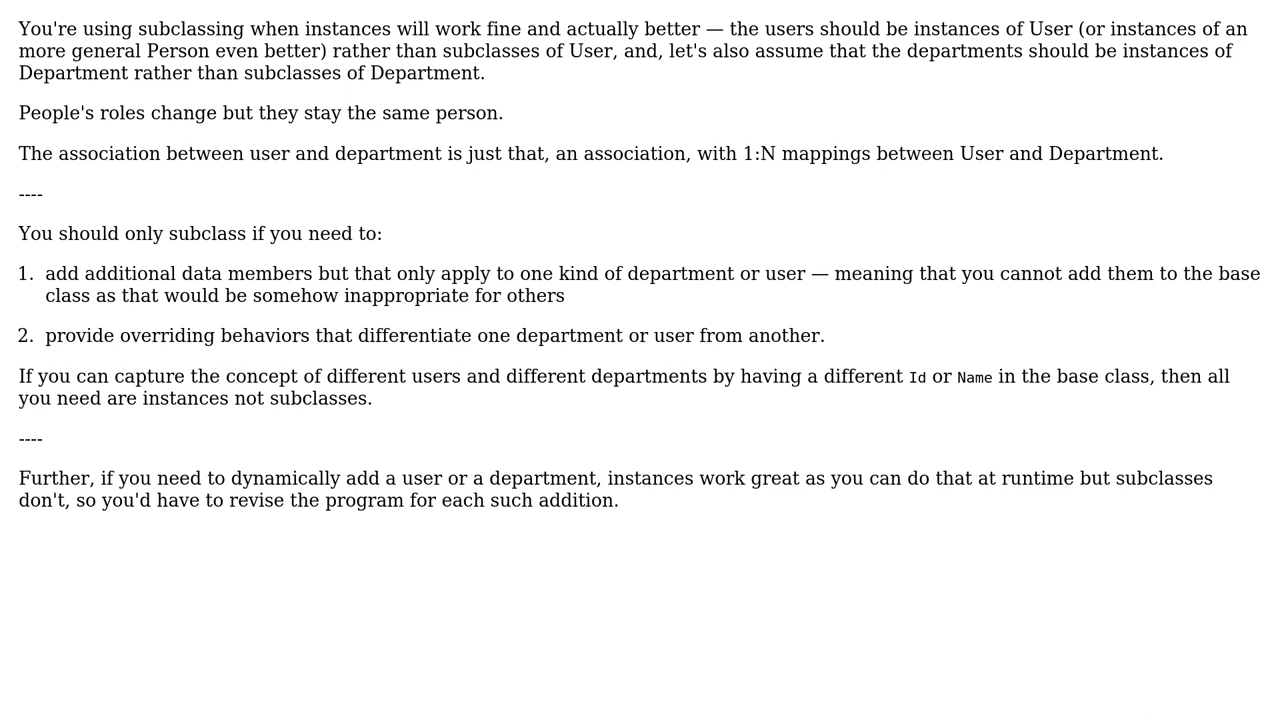 You're using subclassing when instances will work fine and actually better — the users should be instances of User (or instances of an
more general Person even better) rather than subclasses of User, and, let's also assume that the departments should be instances of
Department rather than subclasses of Department.
People's roles change but they stay the same person.
The association between user and department is just that, an association, with 1:N mappings between User and Department.
----
You should only subclass if you need to:
1. add additional data members but that only apply to one kind of department or user — meaning that you cannot add them to the base
class as that would be somehow inappropriate for others
2. provide overriding behaviors that differentiate one department or user from another.
If you can capture the concept of different users and different departments by having a different Id or Name in the base class, then all
you need are instances not subclasses.
----
Further, if you need to dynamically add a user or a department, instances work great as you can do that at runtime but subclasses
don't, so you'd have to revise the program for each such addition.